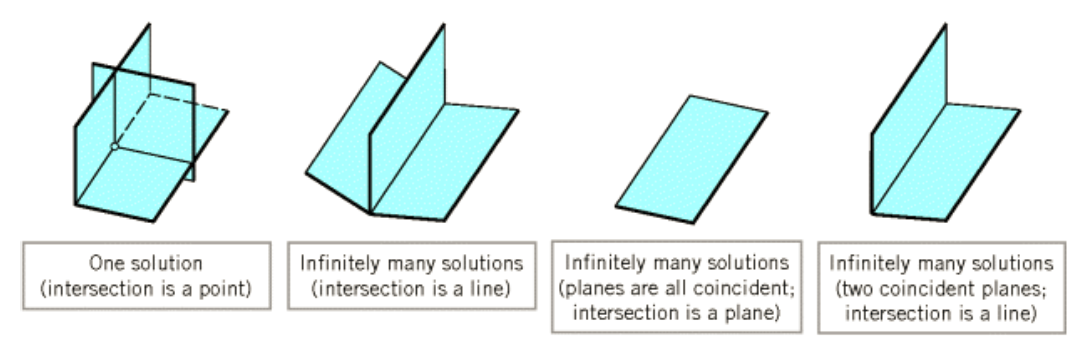 One solution
(intersection is a point)
Infinitely many solutions
(intersection is a line)
Infinitely many solutions
(planes are all coincident;
intersection is a plane)
Infinitely many solutions
(two coincident planes;
intersection is a line)